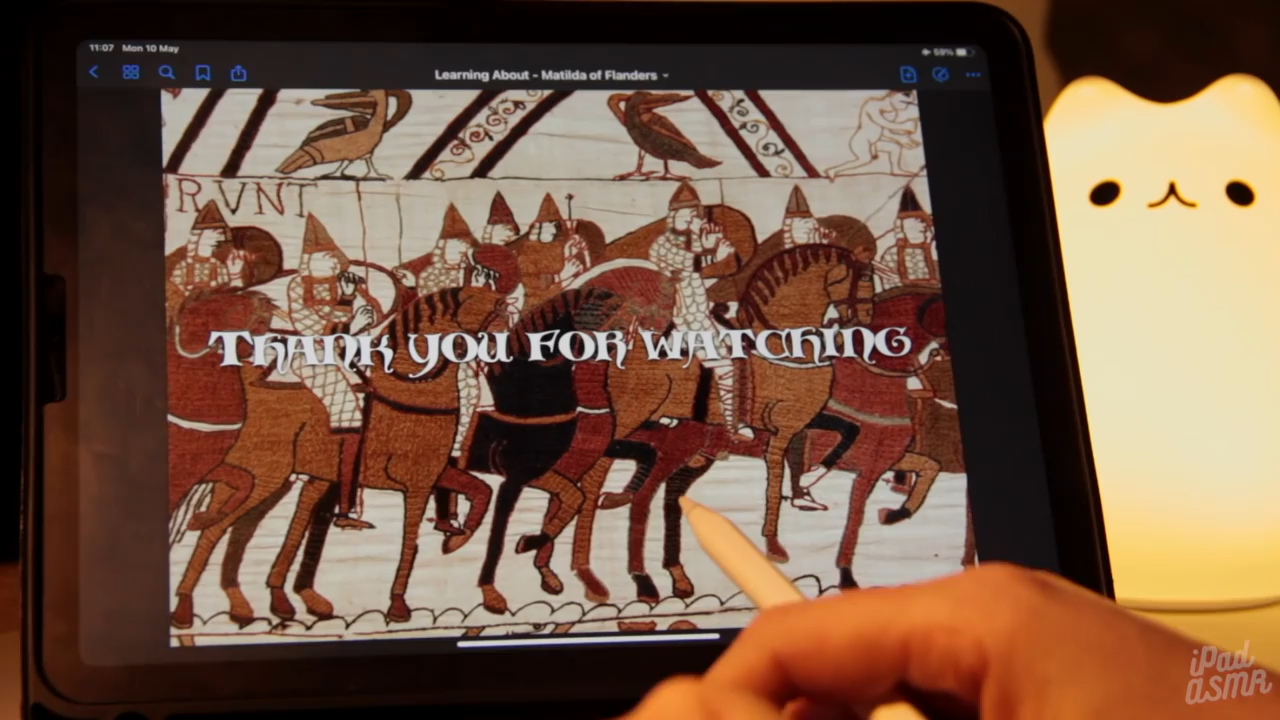 11:07 Mon 10 May
59%
Learning About - Matilda of Flanders
RVNT
THANK YOU FOR WATCHING
iPad
ASMR